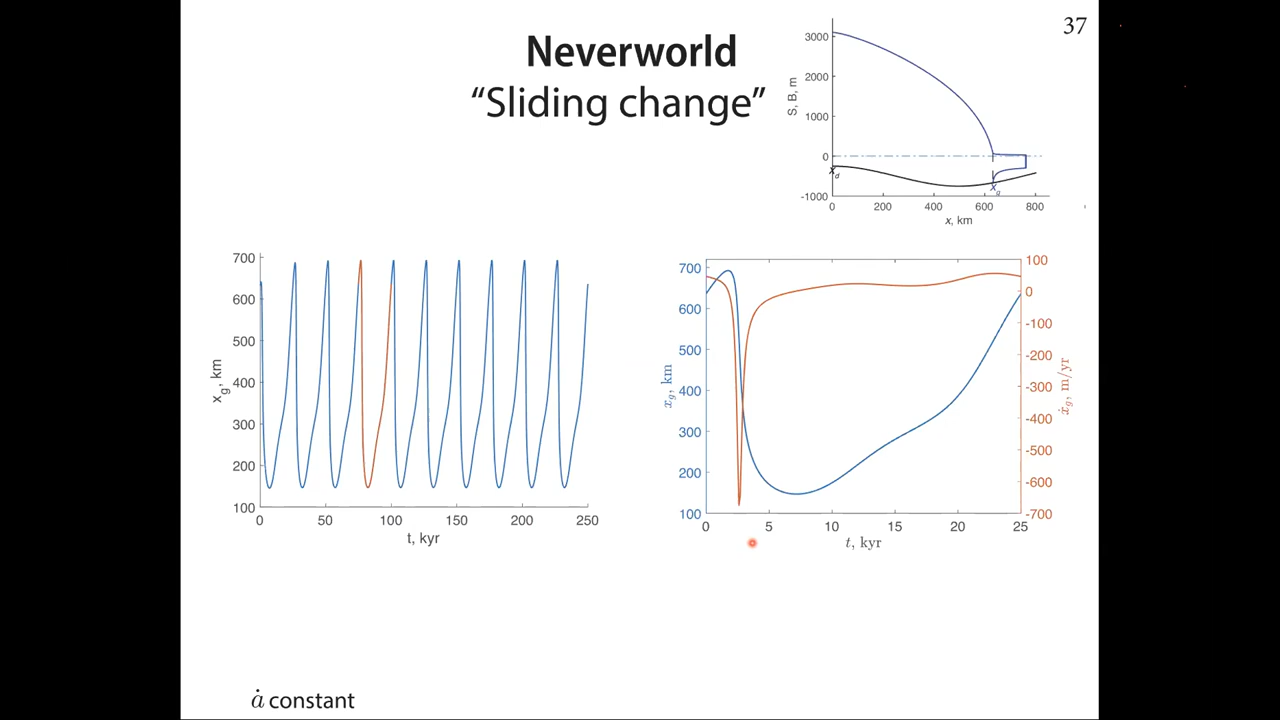 37
Neverworld
“Sliding change”
3000
2000
1000
0
-1000
S, B, m
x_d
x_g
0 200 400 600 800
x, km
700
600
500
400
300
200
100
x_g, km
0 50 100 150 200 250
t, kyr
700
600
500
400
300
200
100
x_g, km
100
0
-100
-200
-300
-400
-500
-600
-700
ẋ_g, m/yr
0 5 10 15 20 25
t, kyr
ȧ constant